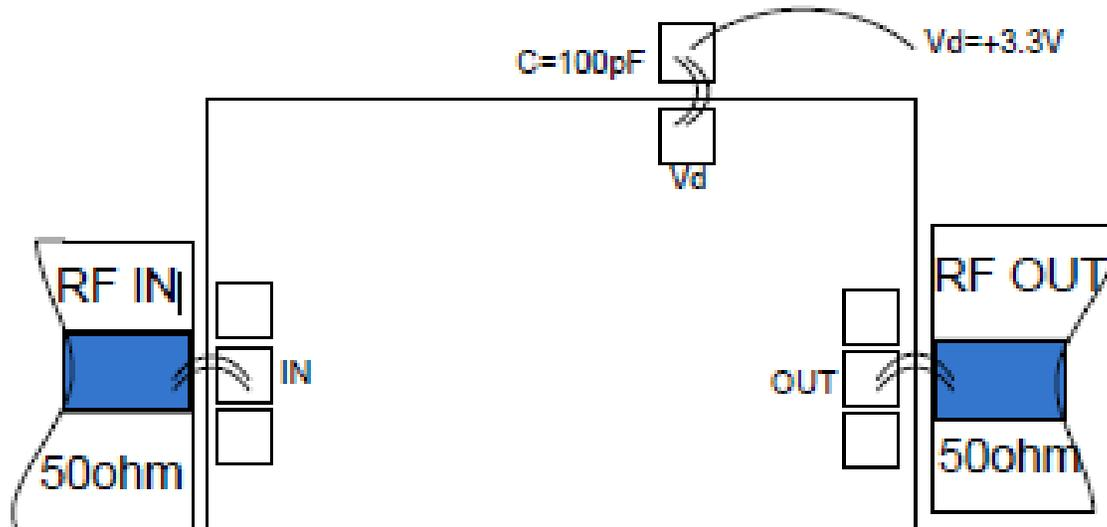 C=100pF
Vd=+3.3V
Vd
RF IN
RF OUT
IN
OUT
50ohm
50ohm